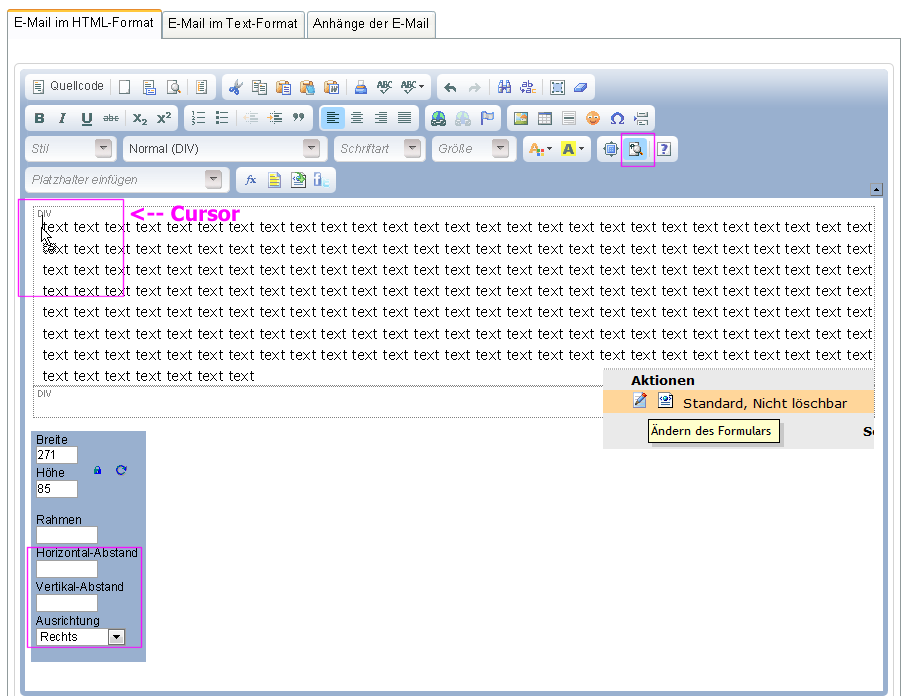 E-Mail im HTML-Format E-Mail im Text-Format Anhänge der E-Mail
Quellcode ABC ABC
B I U abc X2 X2
Stil Normal (DIV) Schriftart Größe A A ?
Platzhalter einfügen fx
DIV <-- Cursor
text text text text text text text text text text text text text text text text text text text text text text text text text text text
text text text text text text text text text text text text text text text text text text text text text text text text text text text
text text text text text text text text text text text text text text text text text text text text text text text text text text text
text text text text text text text text text text text text text text text text text text text text text text text text text text text
text text text text text text text text text text text text text text text text text text text text text text text text text text text
text text text text text text text text text text text text text text text text text text text text text text text text text text text
text text text text text text text text text text text text text text text text text text text text text text text text text text text
text text text text text text text
DIV
Aktionen
Standard, Nicht löschbar
Ändern des Formulars
Breite
271
Höhe
85
Rahmen
Horizontal-Abstand
Vertikal-Abstand
Ausrichtung
Rechts